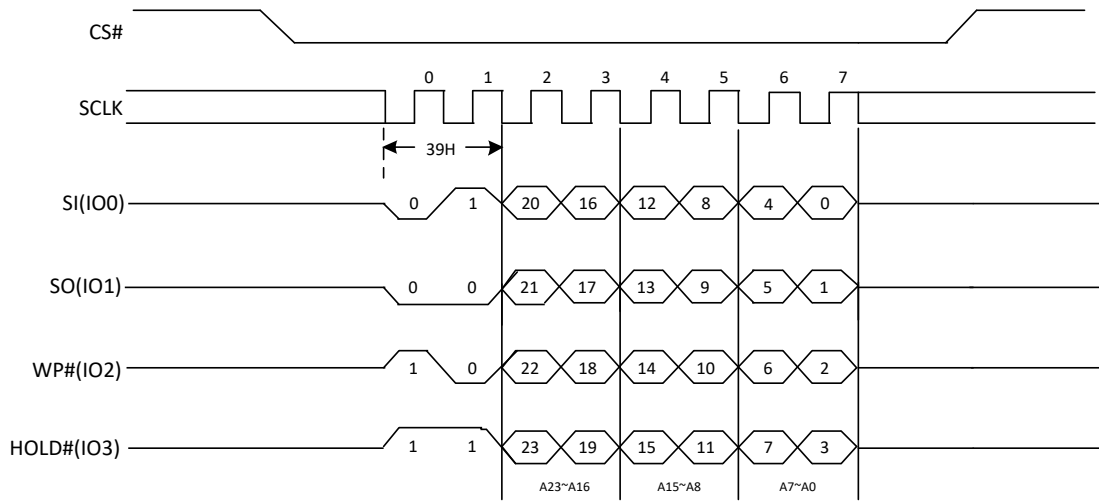 CS#
0 1 2 3 4 5 6 7
SCLK
39H
SI(IO0) 0 1 20 16 12 8 4 0
SO(IO1) 0 0 21 17 13 9 5 1
WP#(IO2) 1 0 22 18 14 10 6 2
HOLD#(IO3) 1 1 23 19 15 11 7 3
A23~A16 A15~A8 A7~A0